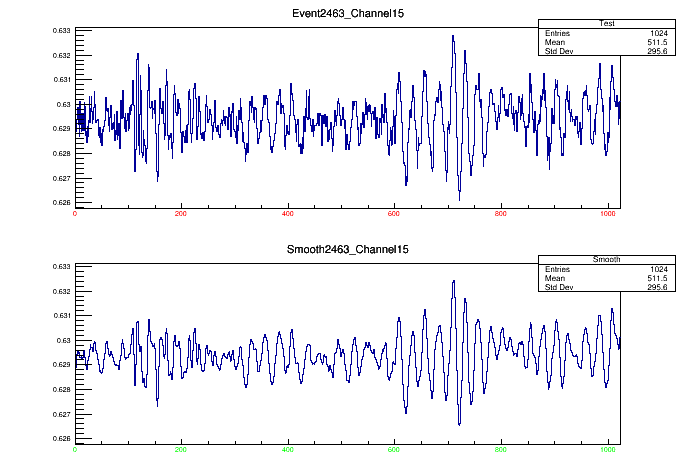 Event2463_Channel15
Test
Entries 1024
Mean 511.5
Std Dev 295.6
0.633
0.632
0.631
0.63
0.629
0.628
0.627
0.626
0 200 400 600 800 1000
Smooth2463_Channel15
Smooth
Entries 1024
Mean 511.5
Std Dev 295.6
0.633
0.632
0.631
0.63
0.629
0.628
0.627
0.626
0 200 400 600 800 1000